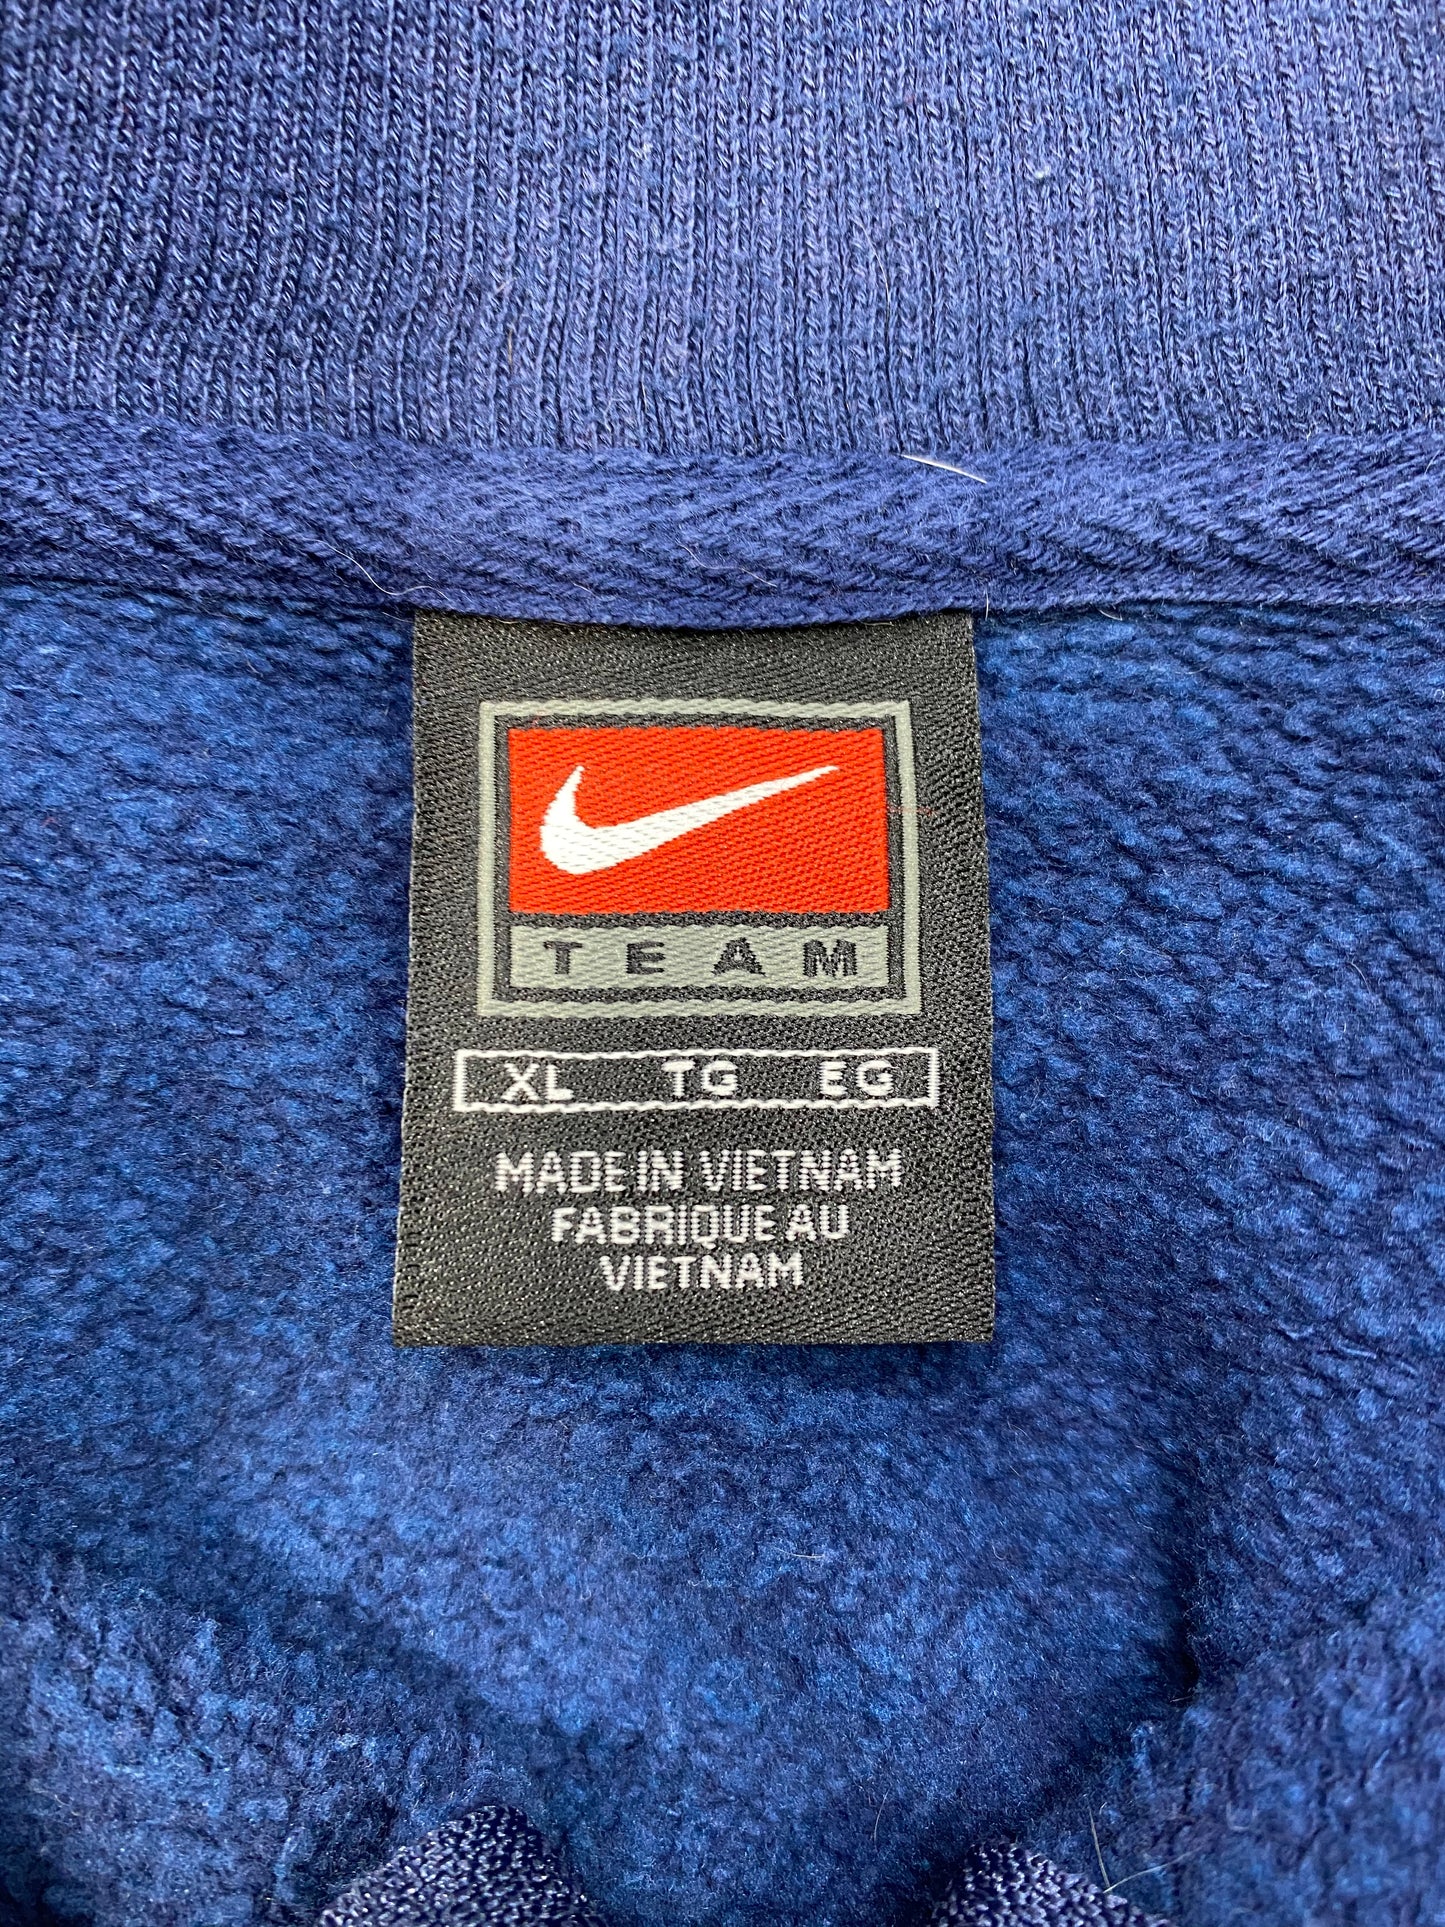 TEAM
XL TG EG
MADE IN VIETNAM
FABRIQUE AU
VIETNAM